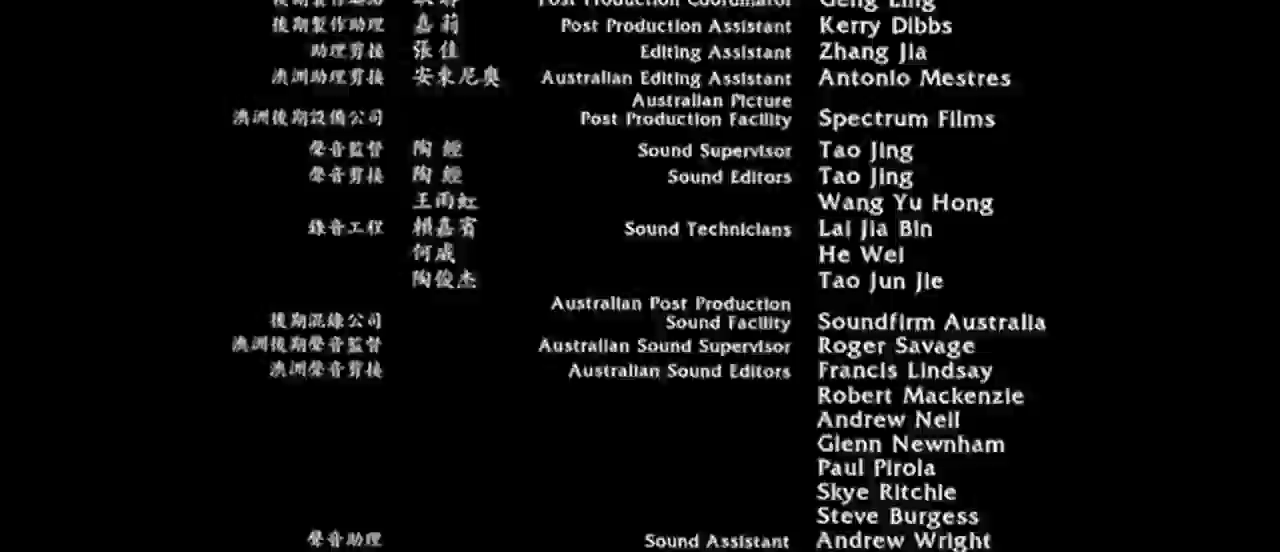 Post Production Coordinator Geng Ling
後期製作助理 嘉莉 Post Production Assistant Kerry Dibbs
助理剪接 張佳 Editing Assistant Zhang Jia
澳洲助理剪接 安東尼奧 Australian Editing Assistant Antonio Mestres
Australian Picture
澳洲後期設備公司 Post Production Facility Spectrum Films
聲音監督 陶經 Sound Supervisor Tao Jing
聲音剪接 陶經 Sound Editors Tao Jing
王雨虹 Wang Yu Hong
錄音工程 賴嘉賓 Sound Technicians Lai Jia Bin
何威 He Wei
陶俊杰 Tao Jun Jie
Australian Post Production
後期混錄公司 Sound Facility Soundfirm Australia
澳洲後期聲音監督 Australian Sound Supervisor Roger Savage
澳洲聲音剪接 Australian Sound Editors Francis Lindsay
Robert Mackenzie
Andrew Neil
Glenn Newnham
Paul Pirola
Skye Ritchie
Steve Burgess
聲音助理 Sound Assistant Andrew Wright